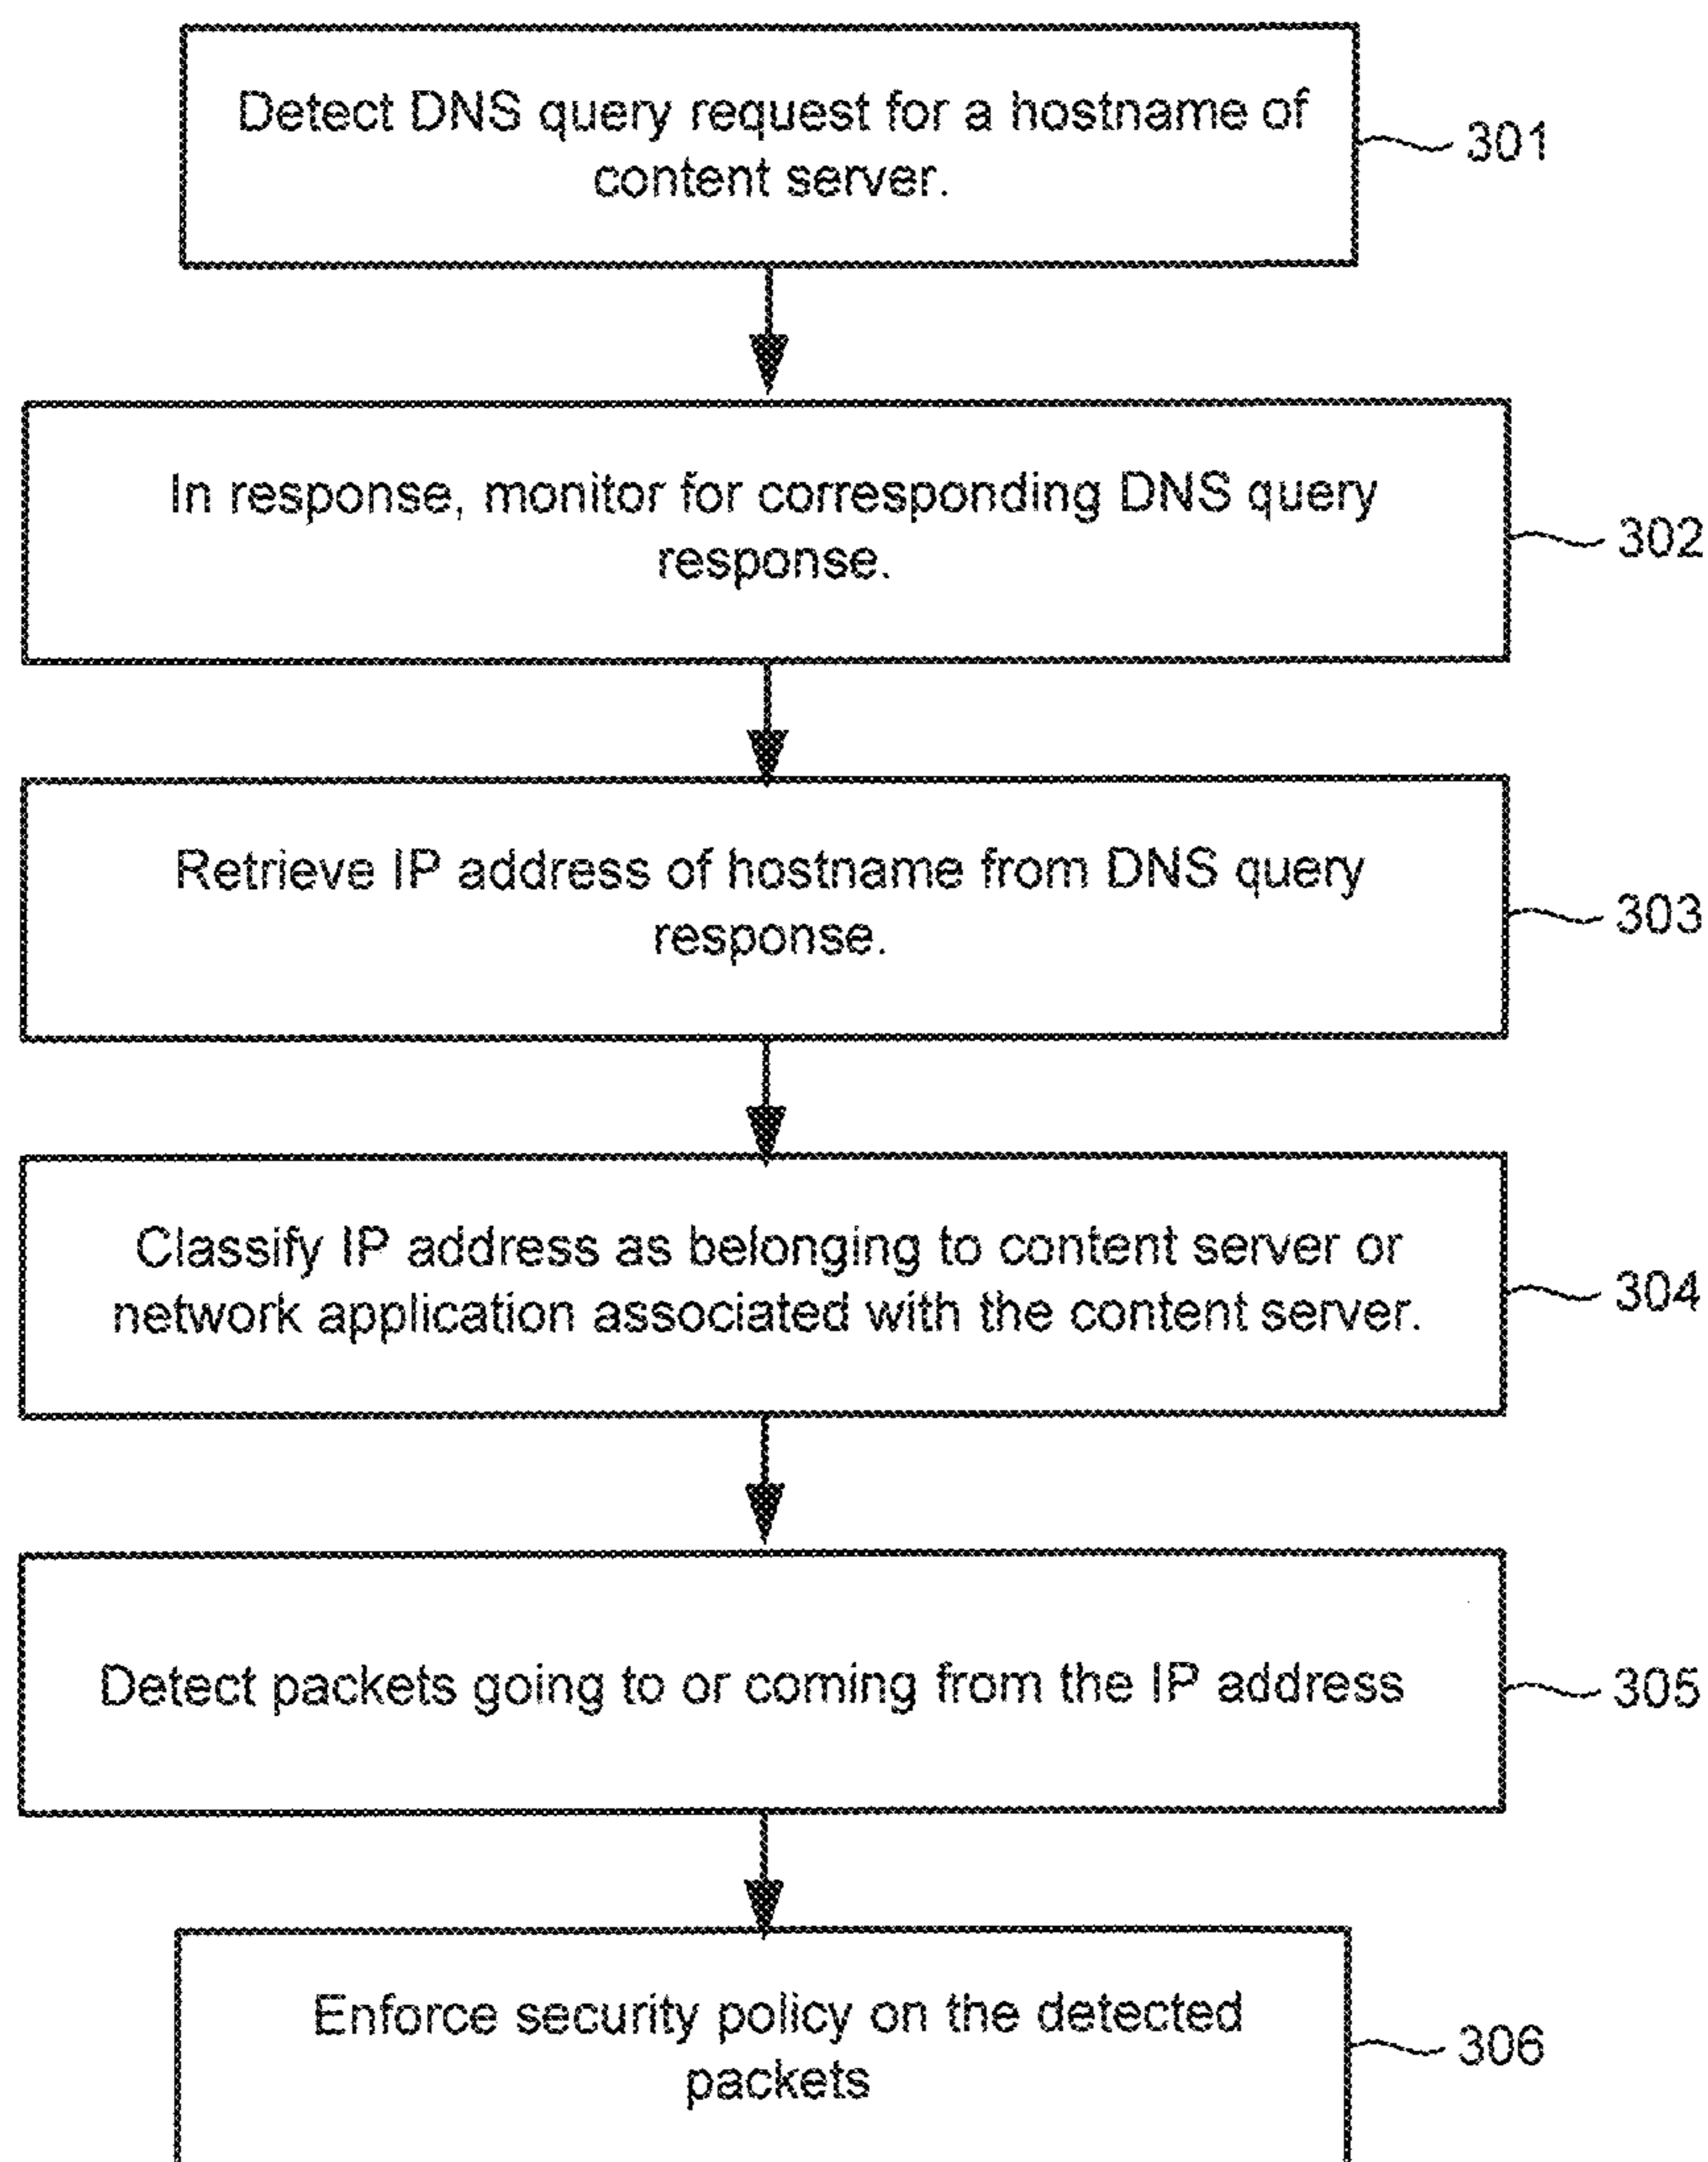 Detect DNS query request for a hostname of
content server.
301
In response, monitor for corresponding DNS query
response.
302
Retrieve IP address of hostname from DNS query
response.
303
Classify IP address as belonging to content server or
network application associated with the content server.
304
Detect packets going to or coming from the IP address
305
Enforce security policy on the detected
packets
306